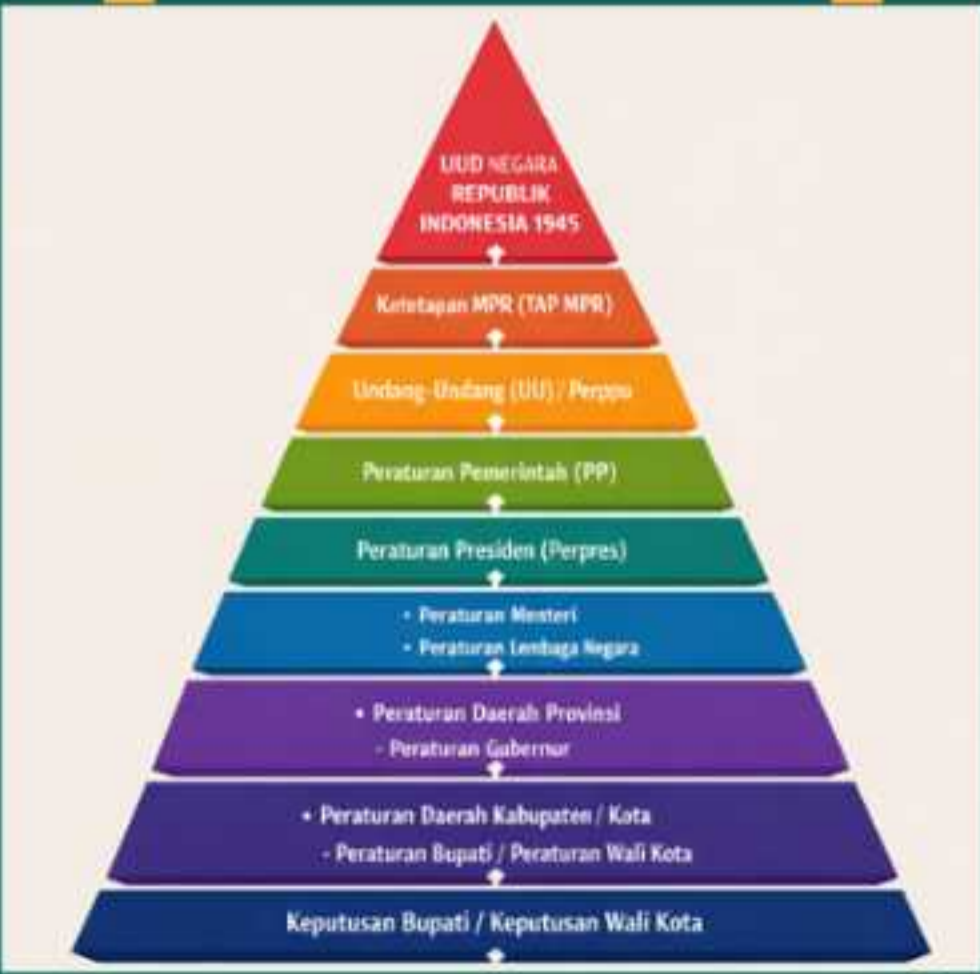 UUD NEGARA
REPUBLIK
INDONESIA 1945
Ketetapan MPR (TAP MPR)
Undang-Undang (UU) / Perppu
Peraturan Pemerintah (PP)
Peraturan Presiden (Perpres)
• Peraturan Menteri
• Peraturan Lembaga Negara
• Peraturan Daerah Provinsi
- Peraturan Gubernur
• Peraturan Daerah Kabupaten / Kota
- Peraturan Bupati / Peraturan Wali Kota
Keputusan Bupati / Keputusan Wali Kota